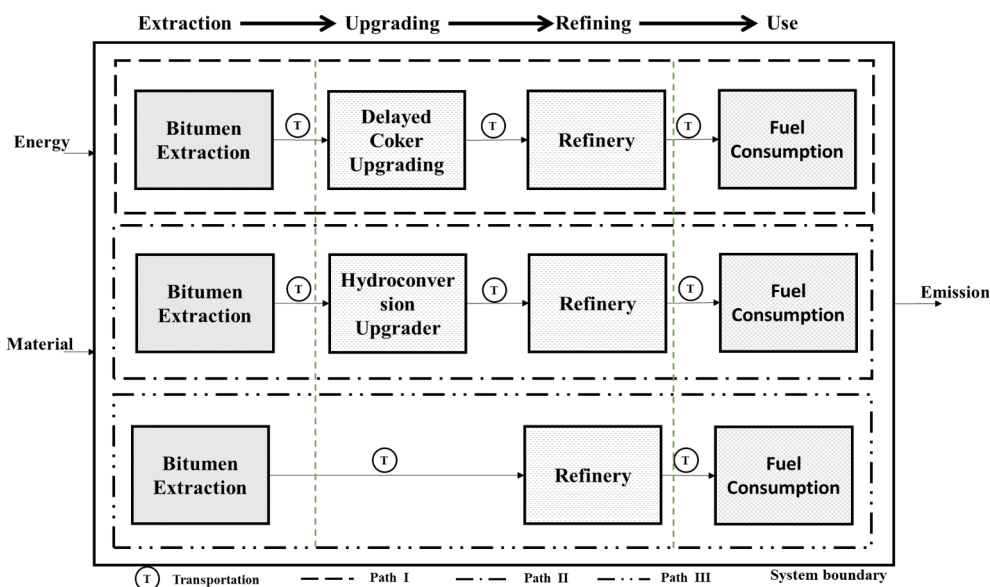 Extraction Upgrading Refining Use
Energy
Material
Emission
Bitumen
Extraction
T
Delayed
Coker
Upgrading
T
Refinery
T
Fuel
Consumption
Bitumen
Extraction
T
Hydroconver
sion
Upgrader
T
Refinery
T
Fuel
Consumption
Bitumen
Extraction
T
Refinery
T
Fuel
Consumption
System boundary
T Transportation Path I Path II Path III